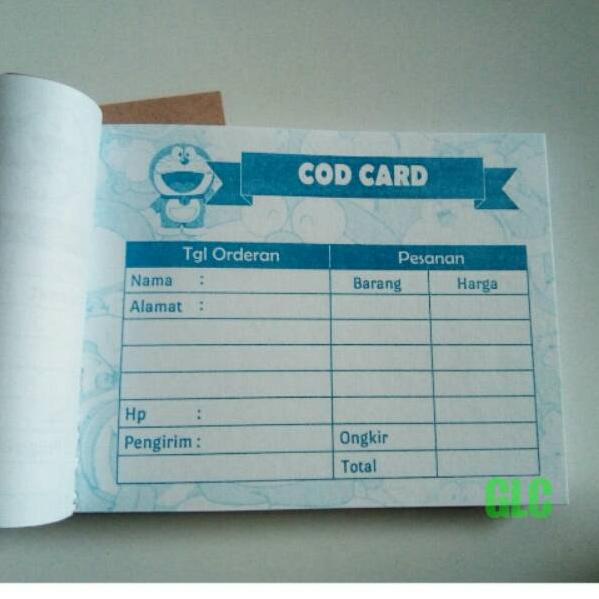 COD CARD
Tgl Orderan Pesanan
Nama : Barang Harga
Alamat :
Hp :
Pengirim : Ongkir
Total
GLC